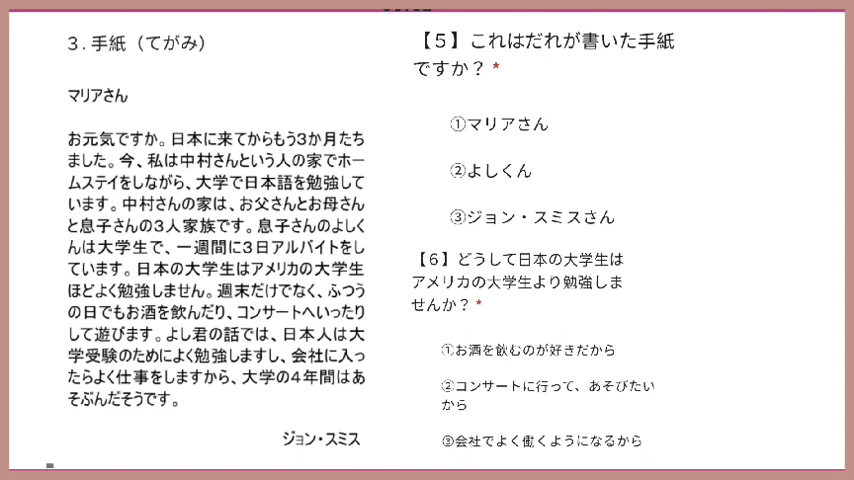 3. 手紙（てがみ）
マリアさん
お元気ですか。日本に来てからもう3か月たち
ました。今、私は中村さんという人の家でホー
ムステイをしながら、大学で日本語を勉強して
います。中村さんの家は、お父さんとお母さん
と息子さんの3人家族です。息子さんのよしく
んは大学生で、一週間に3日アルバイトをし
ています。日本の大学生はアメリカの大学生
ほどよく勉強しません。週末だけでなく、ふつう
の日でもお酒を飲んだり、コンサートへいったり
して遊びます。よし君の話では、日本人は大
学受験のためによく勉強しますし、会社に入っ
たらよく仕事をしますから、大学の4年間はあ
そぶんだそうです。
ジョン・スミス
【5】これはだれが書いた手紙
ですか？ *
①マリアさん
②よしくん
③ジョン・スミスさん
【6】どうして日本の大学生は
アメリカの大学生より勉強しま
せんか？ *
①お酒を飲むのが好きだから
②コンサートに行って、あそびたい
から
③会社でよく働くようになるから